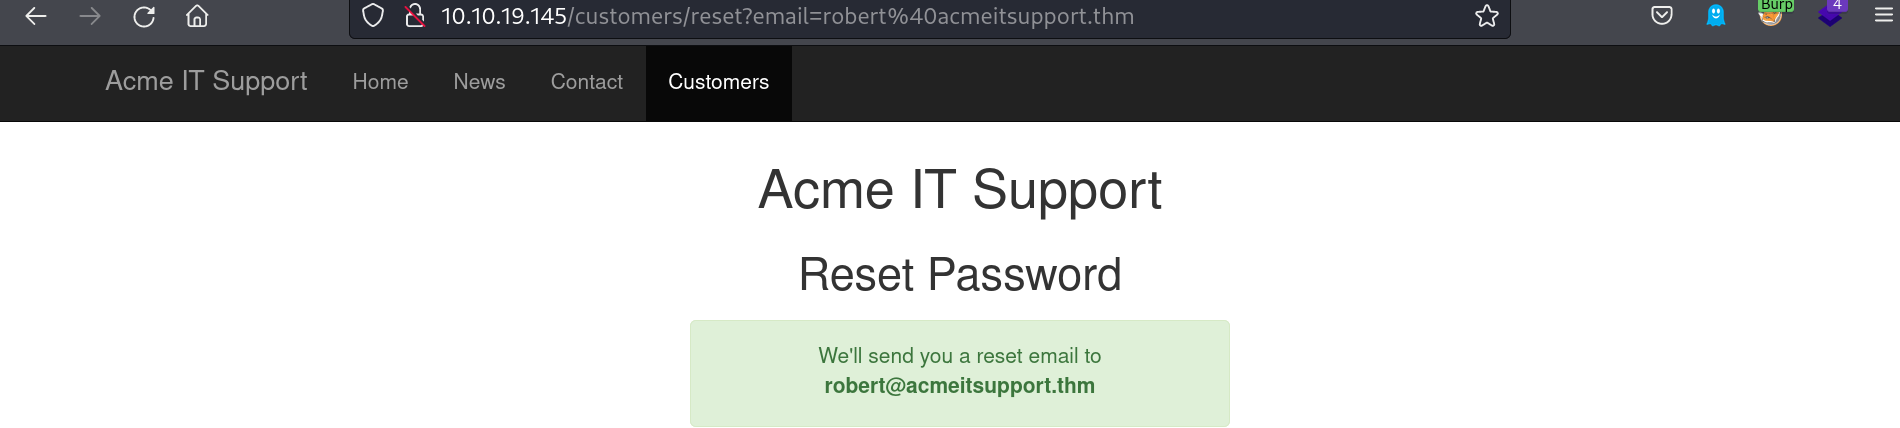 10.10.19.145/customers/reset?email=robert%40acmeitsupport.thm
Burp
4
Acme IT Support Home News Contact Customers
Acme IT Support
Reset Password
We'll send you a reset email to
robert@acmeitsupport.thm